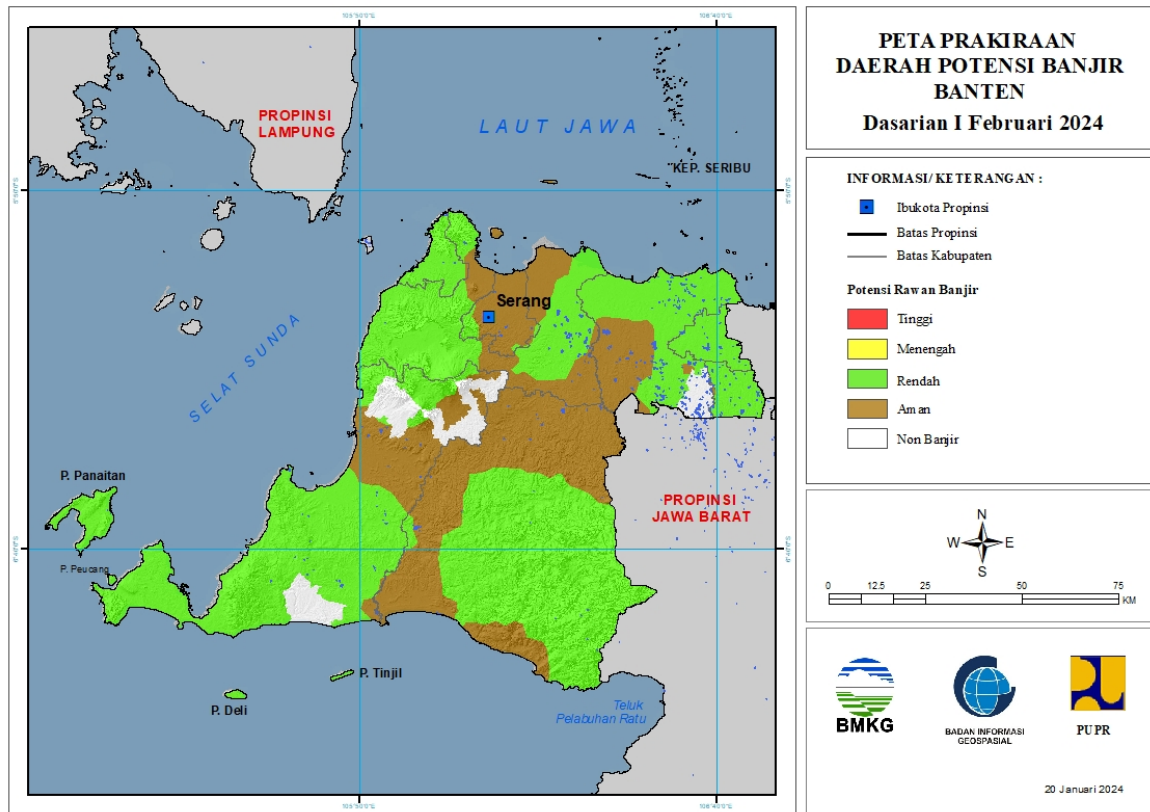 PROPINSI
LAMPUNG
LAUT JAWA
KEP. SERIBU
Serang
SELAT SUNDA
P. Panaitan
PROPINSI
JAWA BARAT
P. Peucang
P. Tinjil
P. Deli
Teluk
Pelabuhan Ratu
PETA PRAKIRAAN
DAERAH POTENSI BANJIR
BANTEN
Dasarian I Februari 2024
INFORMASI/ KETERANGAN :
Ibukota Propinsi
Batas Propinsi
Batas Kabupaten
Potensi Rawan Banjir
Tinggi
Menengah
Rendah
Aman
Non Banjir
N
W E
S
0 12.5 25 50 75
KM
BMKG
BADAN INFORMASI
GEOSPASIAL
PUPR
20 Januari 2024